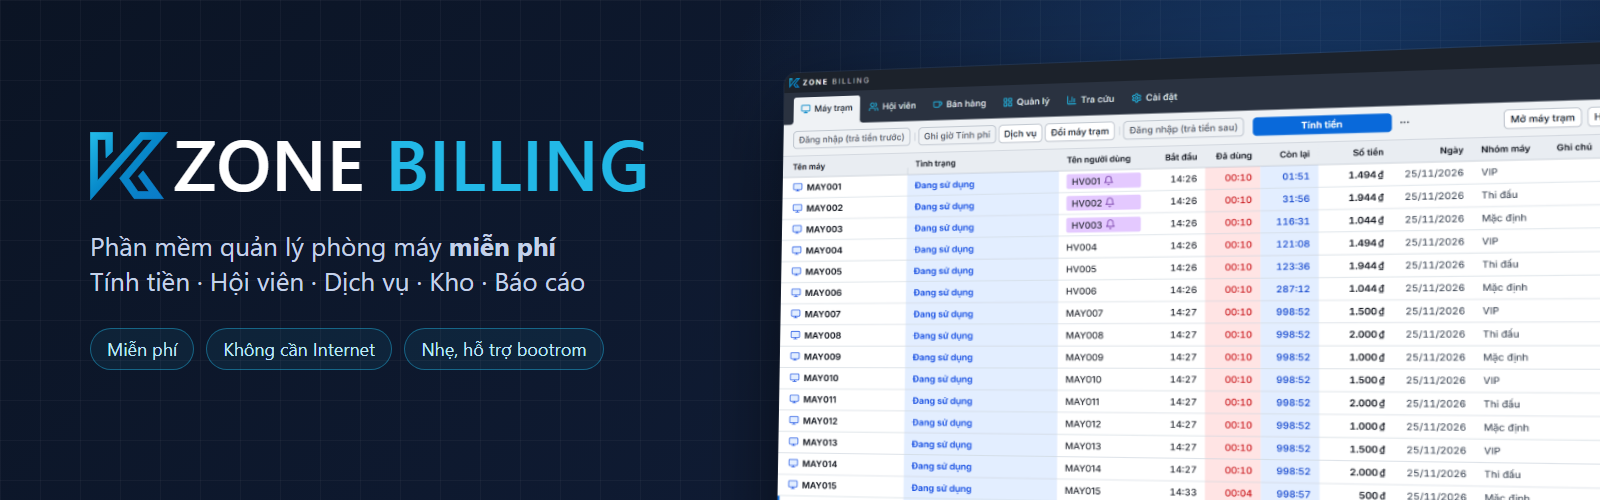 ZONE BILLING
Phần mềm quản lý phòng máy miễn phí
Tính tiền · Hội viên · Dịch vụ · Kho · Báo cáo
Miễn phí Không cần Internet Nhẹ, hỗ trợ bootrom
ZONE BILLING
Máy trạm Hội viên Bán hàng Quản lý Tra cứu Cài đặt
Đăng nhập (trả tiền trước) Ghi giờ Tính phí Dịch vụ Đổi máy trạm Đăng nhập (trả tiền sau) Tính tiền ... Mở máy trạm H
Tên máy Tình trạng Tên người dùng Bắt đầu Đã dùng Còn lại Số tiền Ngày Nhóm máy Ghi chú
MAY001 Đang sử dụng HV001 14:26 00:10 01:51 1.494 ₫ 25/11/2026 VIP
MAY002 Đang sử dụng HV002 14:26 00:10 31:56 1.944 ₫ 25/11/2026 Thi đấu
MAY003 Đang sử dụng HV003 14:26 00:10 116:31 1.044 ₫ 25/11/2026 Mặc định
MAY004 Đang sử dụng HV004 14:26 00:10 121:08 1.494 ₫ 25/11/2026 VIP
MAY005 Đang sử dụng HV005 14:26 00:10 123:36 1.944 ₫ 25/11/2026 Thi đấu
MAY006 Đang sử dụng HV006 14:26 00:10 287:12 1.044 ₫ 25/11/2026 Mặc định
MAY007 Đang sử dụng MAY007 14:27 00:10 998:52 1.500 ₫ 25/11/2026 VIP
MAY008 Đang sử dụng MAY008 14:27 00:10 998:52 2.000 ₫ 25/11/2026 Thi đấu
MAY009 Đang sử dụng MAY009 14:27 00:10 998:52 1.000 ₫ 25/11/2026 Mặc định
MAY010 Đang sử dụng MAY010 14:27 00:10 998:52 1.500 ₫ 25/11/2026 VIP
MAY011 Đang sử dụng MAY011 14:27 00:10 998:52 2.000 ₫ 25/11/2026 Thi đấu
MAY012 Đang sử dụng MAY012 14:27 00:10 998:52 1.000 ₫ 25/11/2026 Mặc định
MAY013 Đang sử dụng MAY013 14:27 00:10 998:52 1.500 ₫ 25/11/2026 VIP
MAY014 Đang sử dụng MAY014 14:27 00:10 998:52 2.000 ₫ 25/11/2026 Thi đấu
MAY015 Đang sử dụng MAY015 14:33 00:04 998:57 500 ₫ 25/11/2026 Mặc định